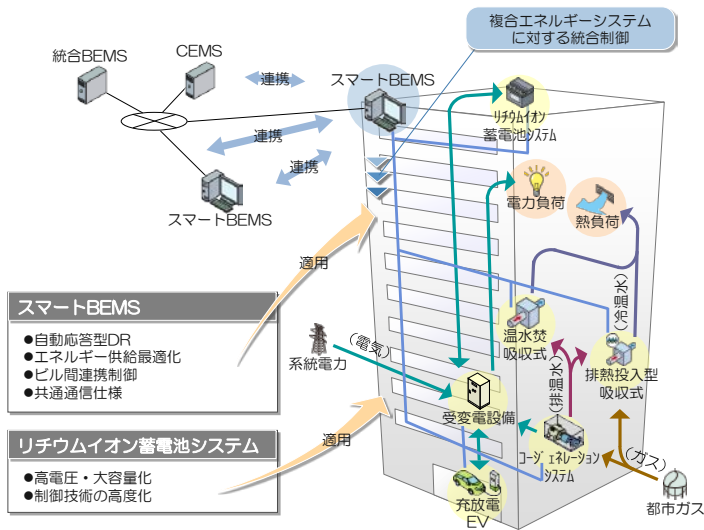 複合エネルギーシステム
に対する統合制御
統合BEMS
CEMS
連携
スマートBEMS
リチウムイオン
蓄電池システム
連携
連携
スマートBEMS
電力負荷
熱負荷
適用
スマートBEMS
●自動応答型DR
●エネルギー供給最適化
●ビル間連携制御
●共通通信仕様
系統電力
（電気）
温水焚
吸収式
（冷温水）
排熱投入型
吸収式
（排温水）
受変電設備
リチウムイオン蓄電池システム
●高電圧・大容量化
●制御技術の高度化
適用
コージェネレーション
システム
（ガス）
充放電
EV
都市ガス